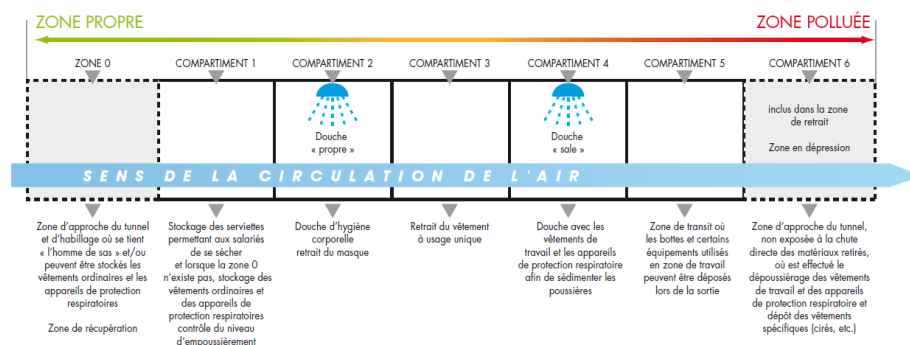 ZONE PROPRE
ZONE POLLUÉE
ZONE 0
COMPARTIMENT 1
COMPARTIMENT 2
COMPARTIMENT 3
COMPARTIMENT 4
COMPARTIMENT 5
COMPARTIMENT 6
Douche
« propre »
Douche
« sale »
inclus dans la zone
de retrait
Zone en dépression
SENS DE LA CIRCULATION DE L'AIR
Zone d'approche du tunnel
et d'habillage où se tient
« l'homme de sas » et/ou
peuvent être stockés les
vêtements ordinaires et les
appareils de protection
respiratoires
Zone de récupération
Stockage des serviettes
permettant aux salariés
de se sécher
et lorsque la zone 0
n'existe pas, stockage des
vêtements ordinaires et
des appareils de
protection respiratoires
contrôle du niveau
d'empoussièrement
Douche d'hygiène
corporelle
retrait du masque
Retrait du vêtement
à usage unique
Douche avec les
vêtements de
travail et les appareils
de protection respiratoire
afin de sédimenter les
poussières
Zone de transit où
les bottes et certains
équipements utilisés
en zone de travail
peuvent être déposés
lors de la sortie
Zone d'approche du tunnel,
non exposée à la chute
directe des matériaux retirés,
où est effectué le
dépoussiérage des vêtements
de travail et des appareils
de protection respiratoire et
dépôt des vêtements
spécifiques (cirés, etc.)